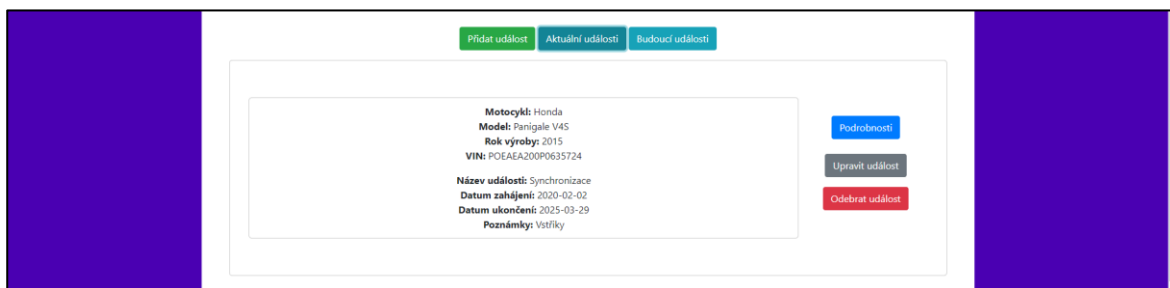 Přidat událost Aktuální události Budoucí události
Motocykl: Honda
Model: Panigale V4S
Rok výroby: 2015
VIN: POEAEA200P0635724
Název události: Synchronizace
Datum zahájení: 2020-02-02
Datum ukončení: 2025-03-29
Poznámky: Vstřiky
Podrobnosti
Upravit událost
Odebrat událost